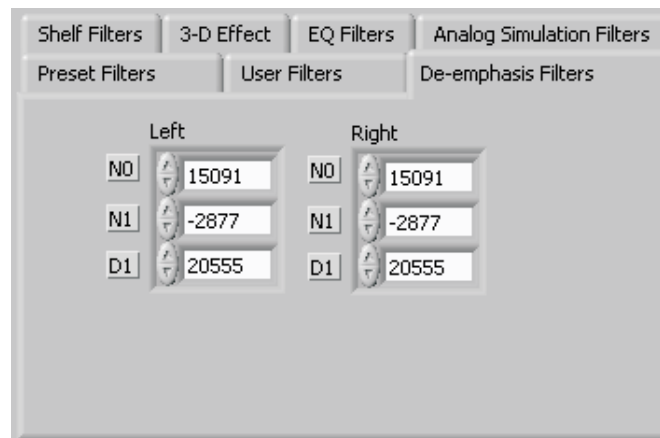 Shelf Filters 3-D Effect EQ Filters Analog Simulation Filters
Preset Filters User Filters De-emphasis Filters
Left Right
N0 15091 N0 15091
N1 -2877 N1 -2877
D1 20555 D1 20555